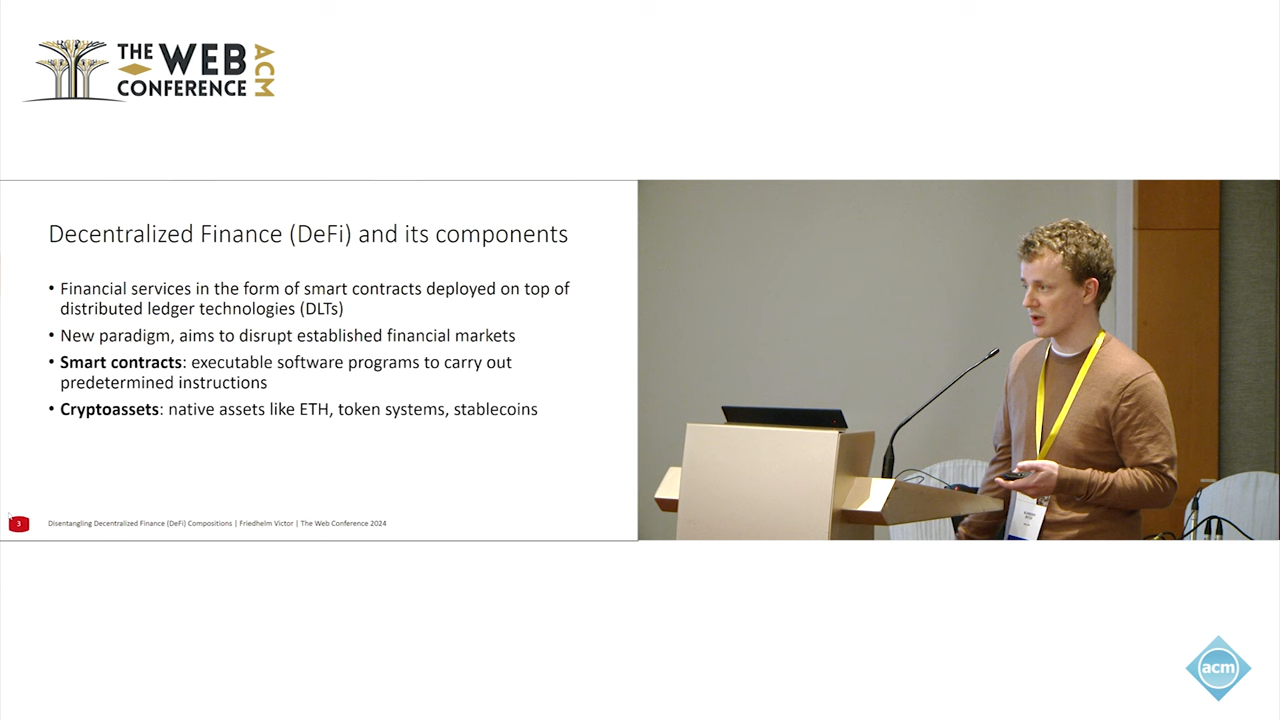 THE WEB CONFERENCE ACM
Decentralized Finance (DeFi) and its components
• Financial services in the form of smart contracts deployed on top of
distributed ledger technologies (DLTs)
• New paradigm, aims to disrupt established financial markets
• Smart contracts: executable software programs to carry out
predetermined instructions
• Cryptoassets: native assets like ETH, token systems, stablecoins
3
Disentangling Decentralized Finance (DeFi) Compositions | Friedhelm Victor | The Web Conference 2024
acm